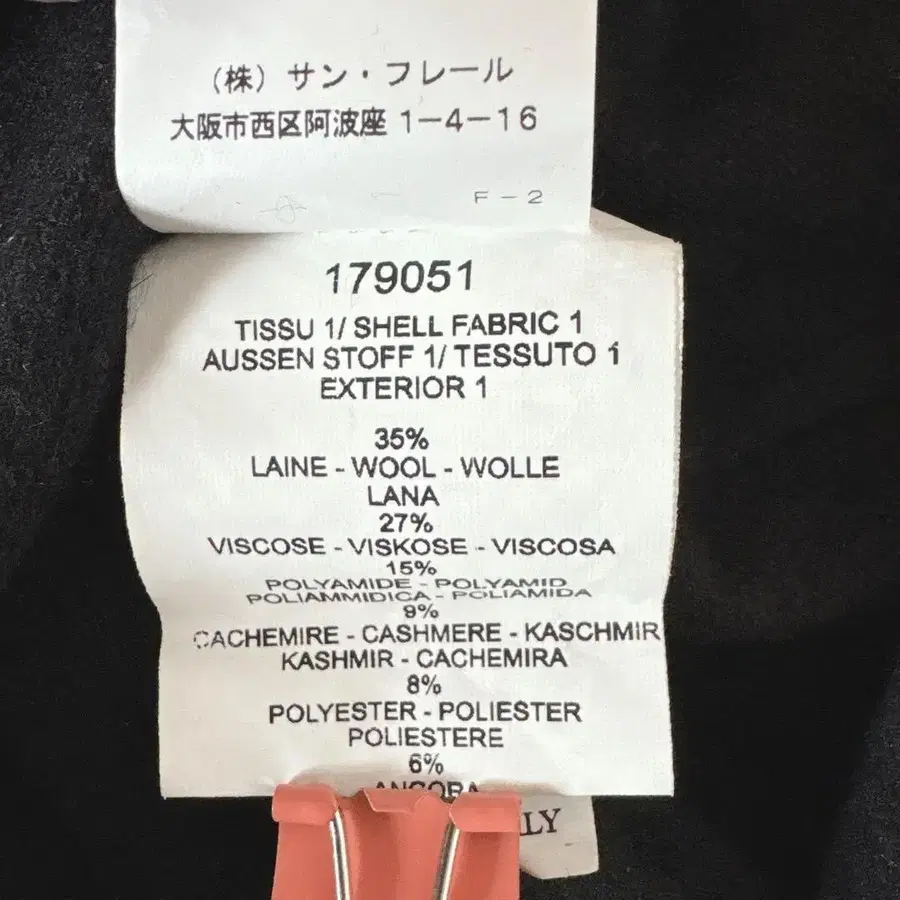 (株) サン・フレール
大阪市西区阿波座 1-4-16
F-2
179051
TISSU 1/ SHELL FABRIC 1
AUSSEN STOFF 1/ TESSUTO 1
EXTERIOR 1
35%
LAINE - WOOL - WOLLE
LANA
27%
VISCOSE - VISKOSE - VISCOSA
15%
POLYAMIDE - POLYAMID
POLIAMMIDICA - POLIAMIDA
9%
CACHEMIRE - CASHMERE - KASCHMIR
KASHMIR - CACHEMIRA
8%
POLYESTER - POLIESTER
POLIESTERE
6%
ANGORA